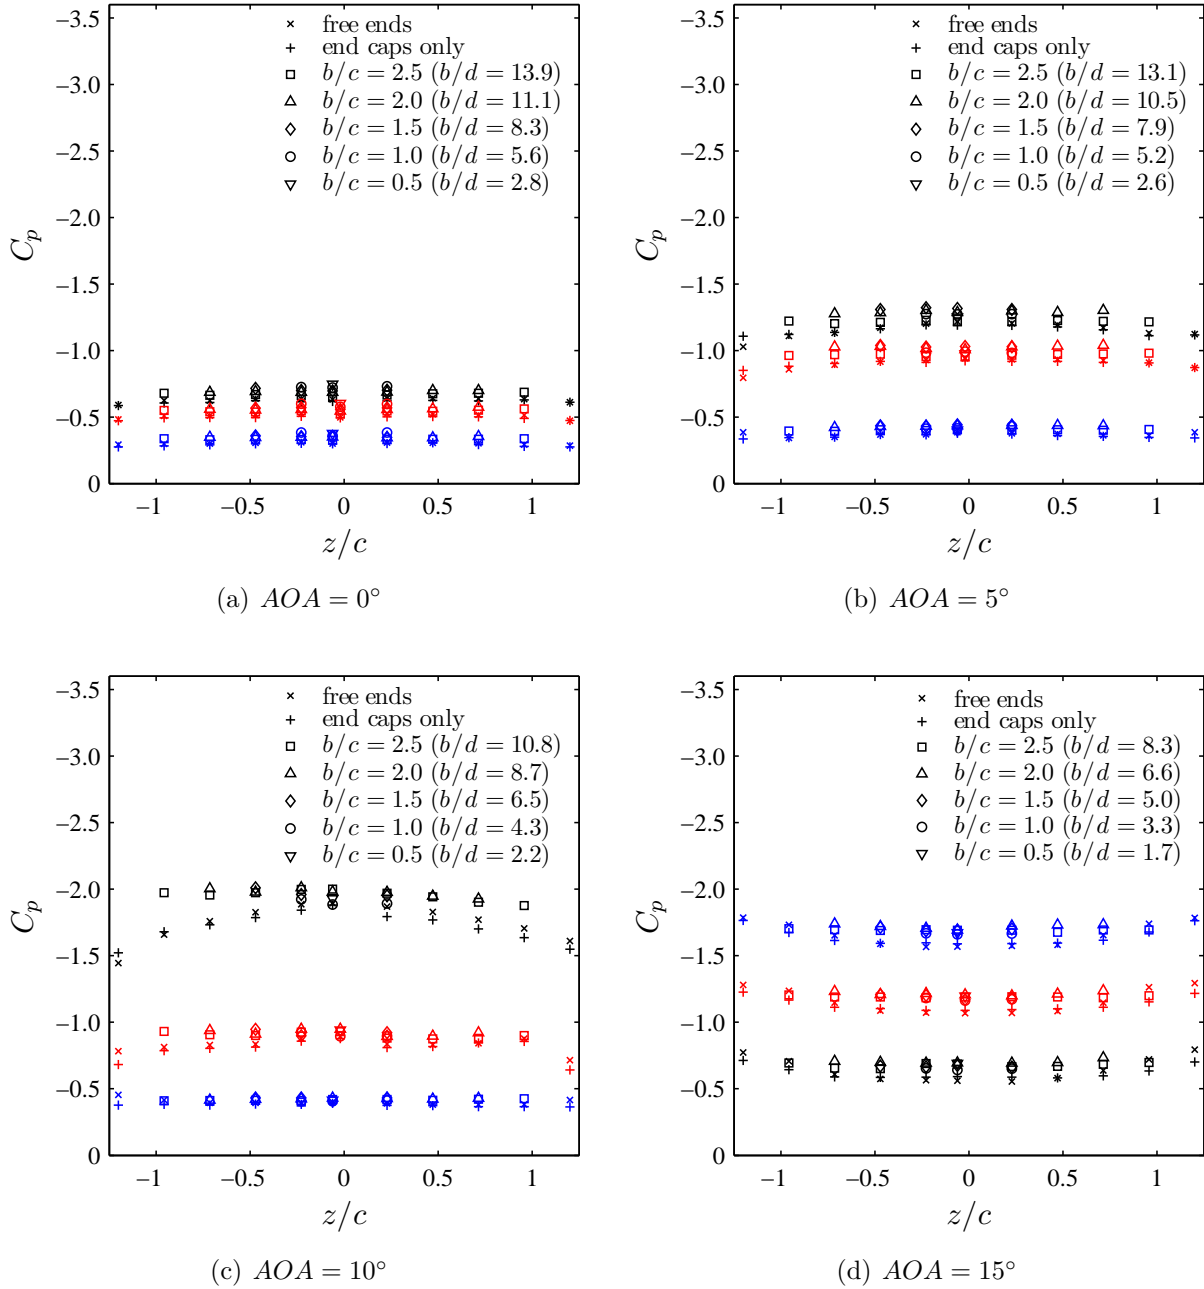 −3.5
−3.0
−2.5
−2.0
−1.5
−1.0
−0.5
0
C_p
free ends
end caps only
b/c = 2.5 (b/d = 13.9)
b/c = 2.0 (b/d = 11.1)
b/c = 1.5 (b/d = 8.3)
b/c = 1.0 (b/d = 5.6)
b/c = 0.5 (b/d = 2.8)
−1 −0.5 0 0.5 1
z/c
(a) AOA = 0°
−3.5
−3.0
−2.5
−2.0
−1.5
−1.0
−0.5
0
C_p
free ends
end caps only
b/c = 2.5 (b/d = 13.1)
b/c = 2.0 (b/d = 10.5)
b/c = 1.5 (b/d = 7.9)
b/c = 1.0 (b/d = 5.2)
b/c = 0.5 (b/d = 2.6)
−1 −0.5 0 0.5 1
z/c
(b) AOA = 5°
−3.5
−3.0
−2.5
−2.0
−1.5
−1.0
−0.5
0
C_p
free ends
end caps only
b/c = 2.5 (b/d = 10.8)
b/c = 2.0 (b/d = 8.7)
b/c = 1.5 (b/d = 6.5)
b/c = 1.0 (b/d = 4.3)
b/c = 0.5 (b/d = 2.2)
−1 −0.5 0 0.5 1
z/c
(c) AOA = 10°
−3.5
−3.0
−2.5
−2.0
−1.5
−1.0
−0.5
0
C_p
free ends
end caps only
b/c = 2.5 (b/d = 8.3)
b/c = 2.0 (b/d = 6.6)
b/c = 1.5 (b/d = 5.0)
b/c = 1.0 (b/d = 3.3)
b/c = 0.5 (b/d = 1.7)
−1 −0.5 0 0.5 1
z/c
(d) AOA = 15°